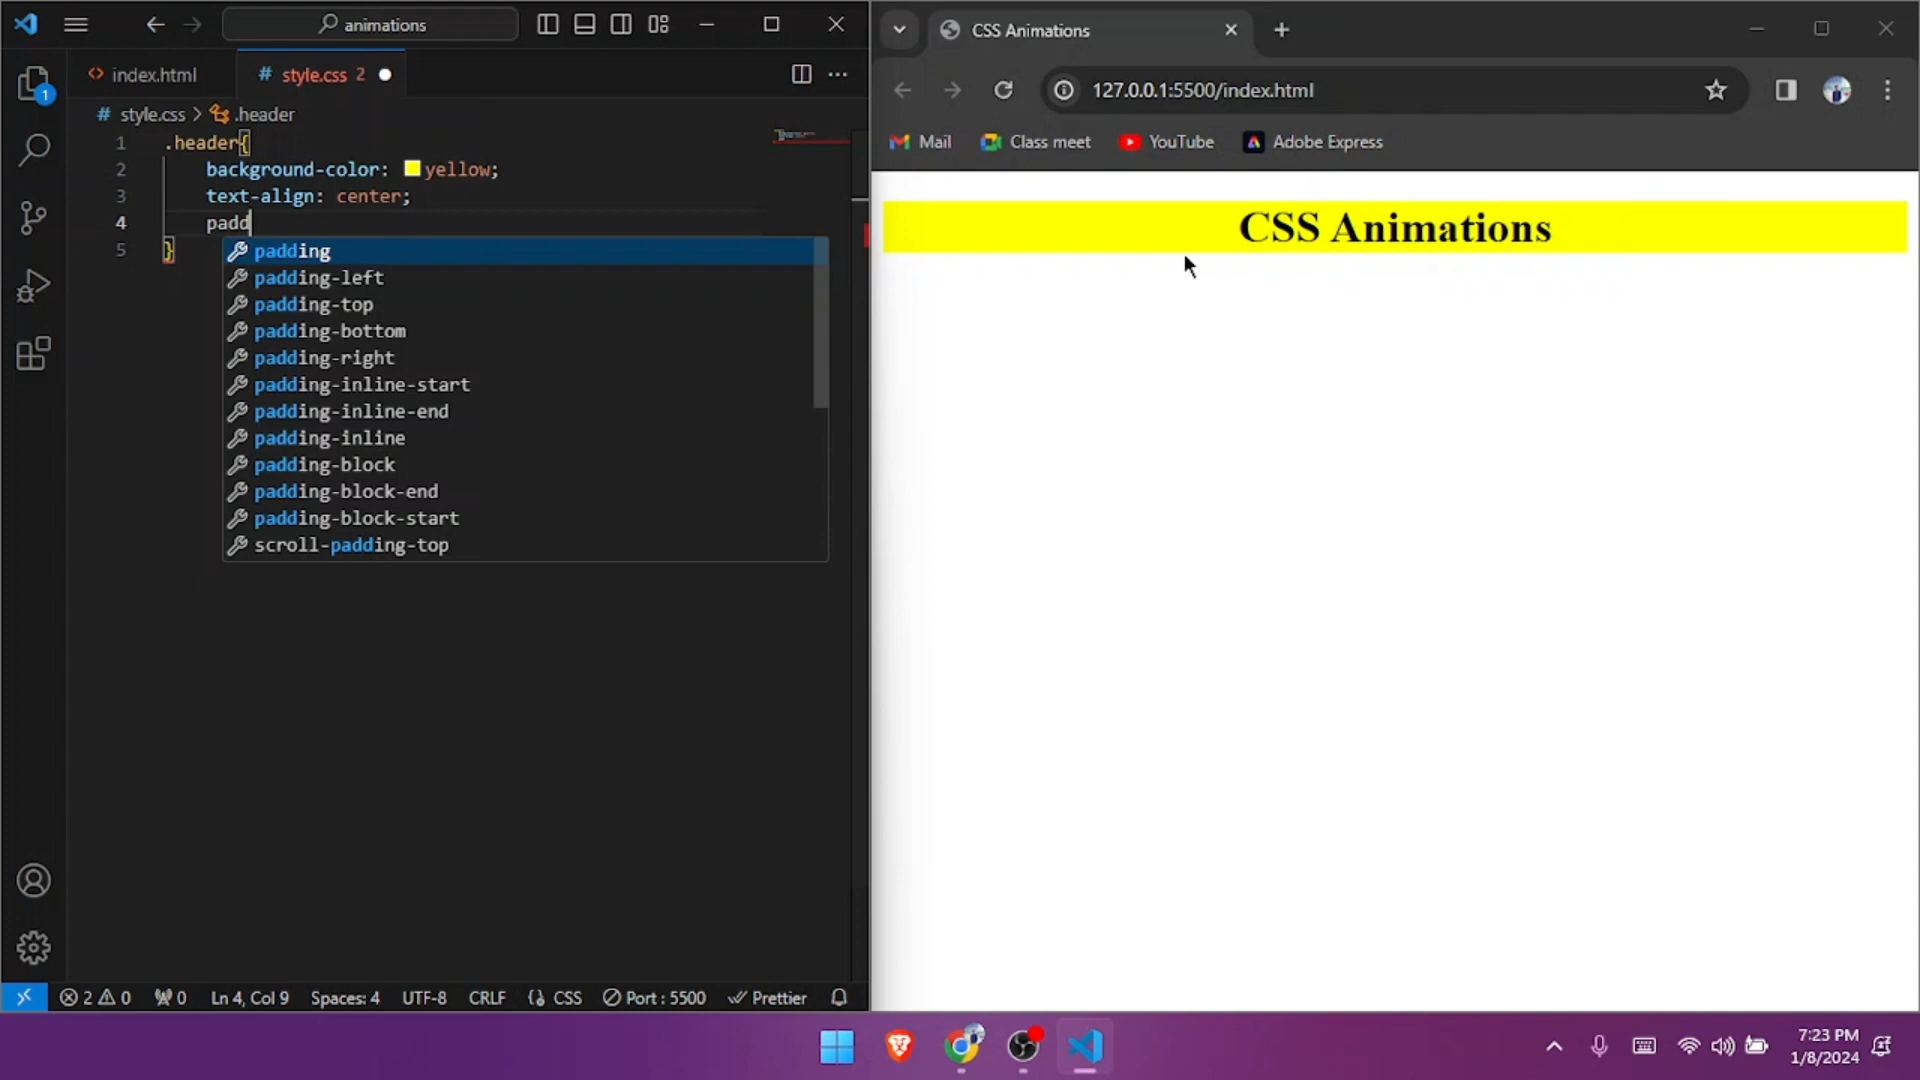 animations
index.html
# style.css 2
# style.css > .header
1 .header{
2 background-color: yellow;
3 text-align: center;
4 padd
5 }
padding
padding-left
padding-top
padding-bottom
padding-right
padding-inline-start
padding-inline-end
padding-inline
padding-block
padding-block-end
padding-block-start
scroll-padding-top
1
2 0 0 Ln 4, Col 9 Spaces: 4 UTF-8 CRLF CSS Port : 5500 Prettier
CSS Animations
127.0.0.1:5500/index.html
Mail Class meet YouTube Adobe Express
CSS Animations
7:23 PM
1/8/2024